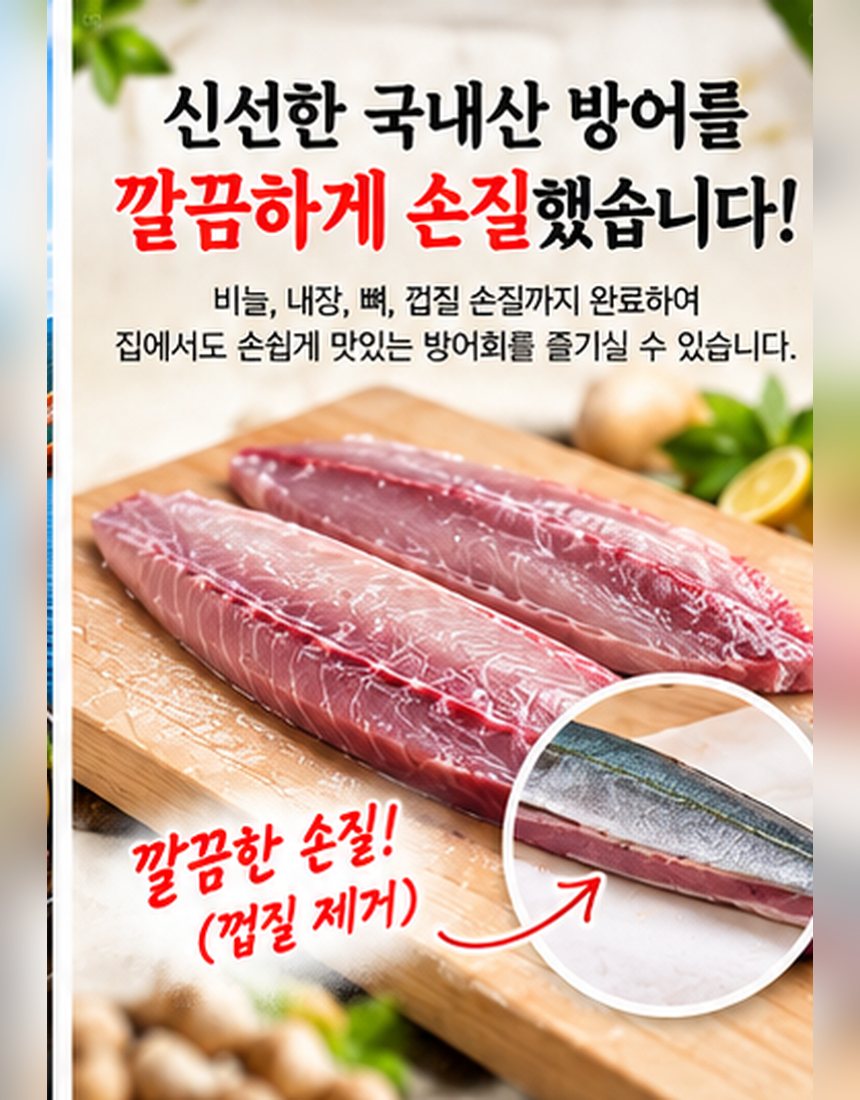 신선한 국내산 방어를
깔끔하게 손질했습니다!
비늘, 내장, 뼈, 껍질 손질까지 완료하여
집에서도 손쉽게 맛있는 방어회를 즐기실 수 있습니다.
깔끔한 손질!
(껍질 제거)